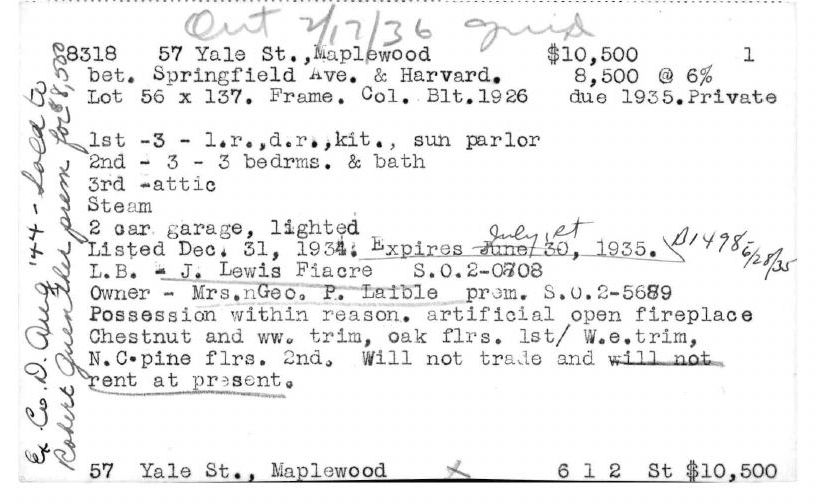 Out 2/17/36
8318 57 Yale St., Maplewood $10,500 1
bet. Springfield Ave. & Harvard. 8,500 @ 6%
Lot 56 x 137. Frame. Col. Blt.1926 due 1935.Private
1st -3 - l.r.,d.r.,kit., sun parlor
2nd - 3 - 3 bedrms. & bath
3rd -attic
Steam
2 car garage, lighted
July 1st
Listed Dec. 31, 1934. Expires June 30, 1935. 6/28/35
L.B. - J. Lewis Fiacre S.O.2-0708
Owner - Mrs.nGeo. P. Laible prem. S.O.2-5689
Possession within reason. artificial open fireplace
Chestnut and ww. trim, oak flrs. 1st/ W.e.trim,
N.C.pine flrs. 2nd. Will not trade and will not
rent at present.
57 Yale St., Maplewood x 6 1 2 St $10,500
Ex. Co. D. Aug '44 - Sold to
Robert Guenther prem for $8,500